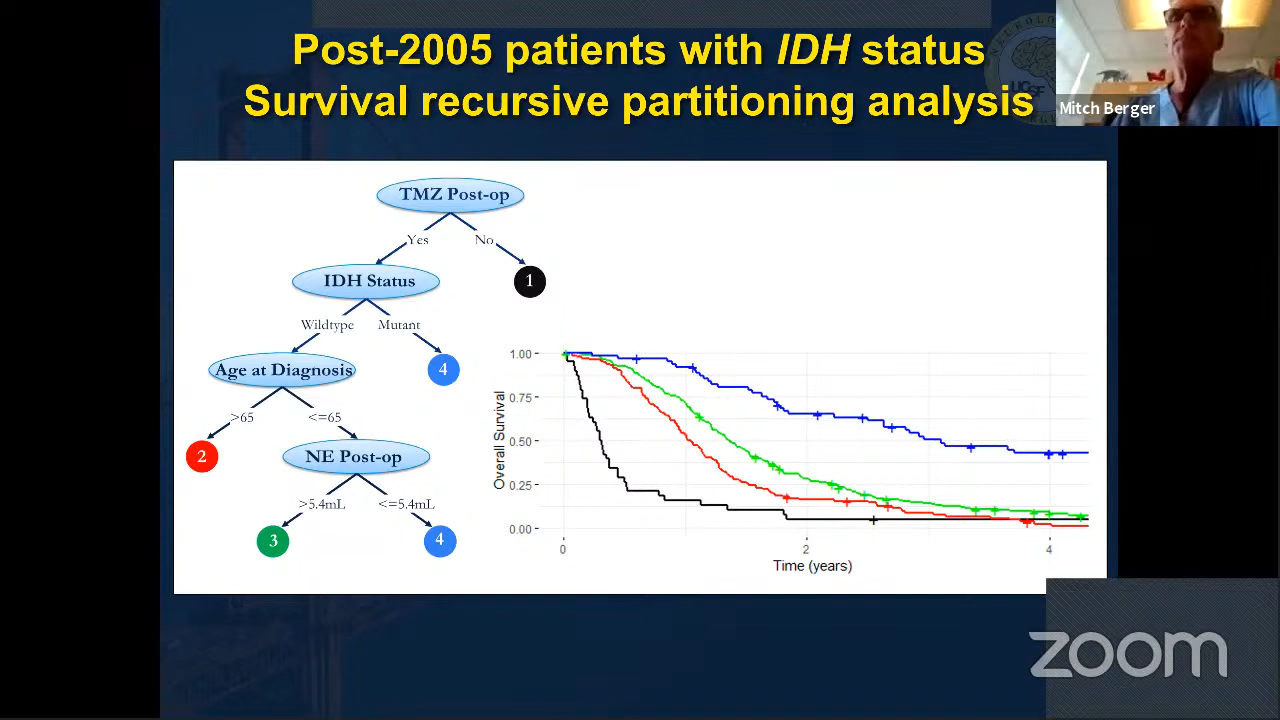 Post-2005 patients with IDH status
Survival recursive partitioning analysis
Mitch Berger
UCSF
TMZ Post-op
Yes
No
IDH Status
1
Wildtype
Mutant
Age at Diagnosis
4
>65
<=65
2
NE Post-op
>5.4mL
<=5.4mL
3
4
Overall Survival
1.00
0.75
0.50
0.25
0.00
0
2
4
Time (years)
zoom